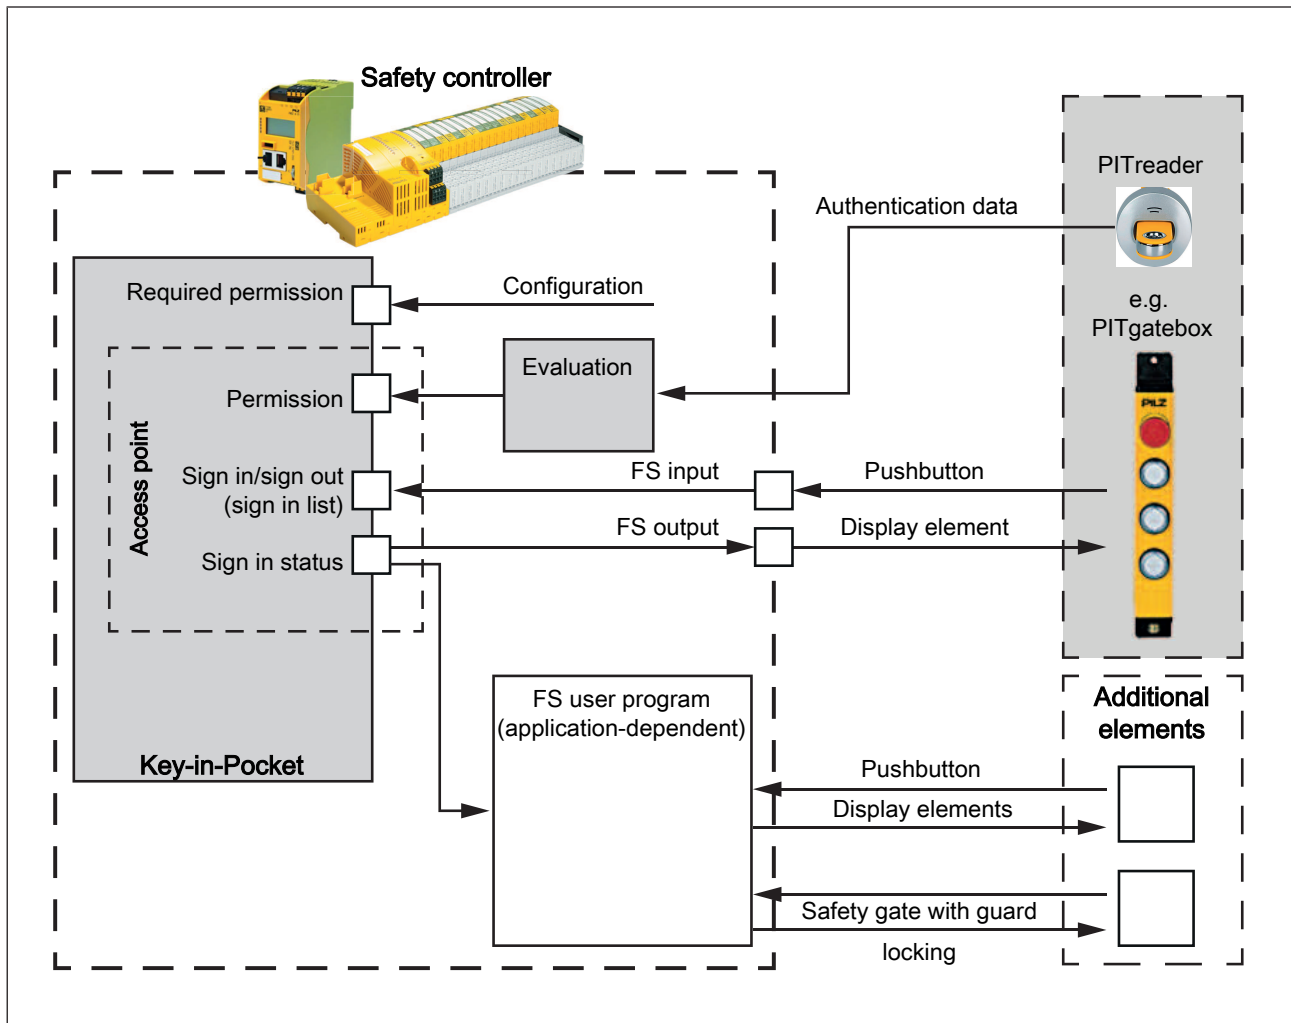 Safety controller
PITreader
Authentication data
Required permission
Configuration
e.g.
PITgatebox
Evaluation
Permission
PILZ
Access point
Sign in/sign out
(sign in list)
FS input
Pushbutton
FS output
Display element
Sign in status
FS user program
(application-dependent)
Additional
elements
Key-in-Pocket
Pushbutton
Display elements
Safety gate with guard
locking